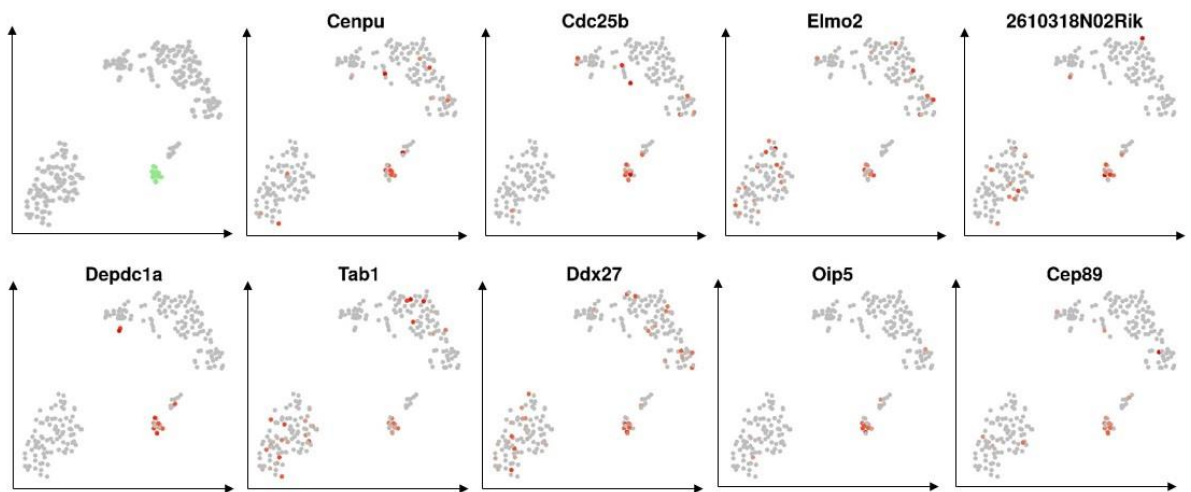 Cenpu Cdc25b Elmo2 2610318N02Rik
Depdc1a Tab1 Ddx27 Oip5 Cep89